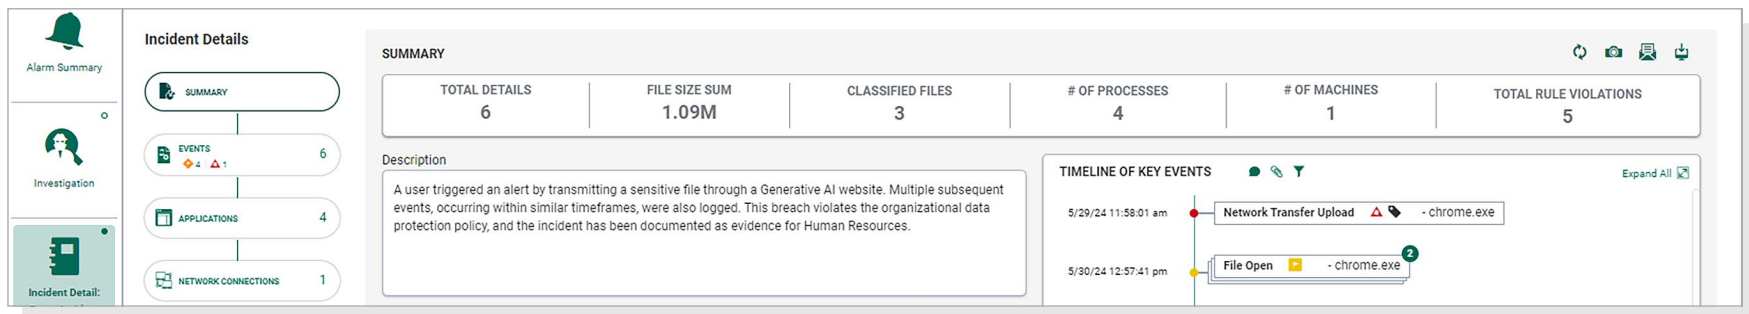 Alarm Summary
Investigation
Incident Detail:
Incident Details
SUMMARY
EVENTS 6
4 1
APPLICATIONS 4
NETWORK CONNECTIONS 1
SUMMARY
TOTAL DETAILS
6
FILE SIZE SUM
1.09M
CLASSIFIED FILES
3
# OF PROCESSES
4
# OF MACHINES
1
TOTAL RULE VIOLATIONS
5
Description
A user triggered an alert by transmitting a sensitive file through a Generative AI website. Multiple subsequent
events, occurring within similar timeframes, were also logged. This breach violates the organizational data
protection policy, and the incident has been documented as evidence for Human Resources.
TIMELINE OF KEY EVENTS Expand All
5/29/24 11:58:01 am Network Transfer Upload - chrome.exe
2
5/30/24 12:57:41 pm File Open - chrome.exe